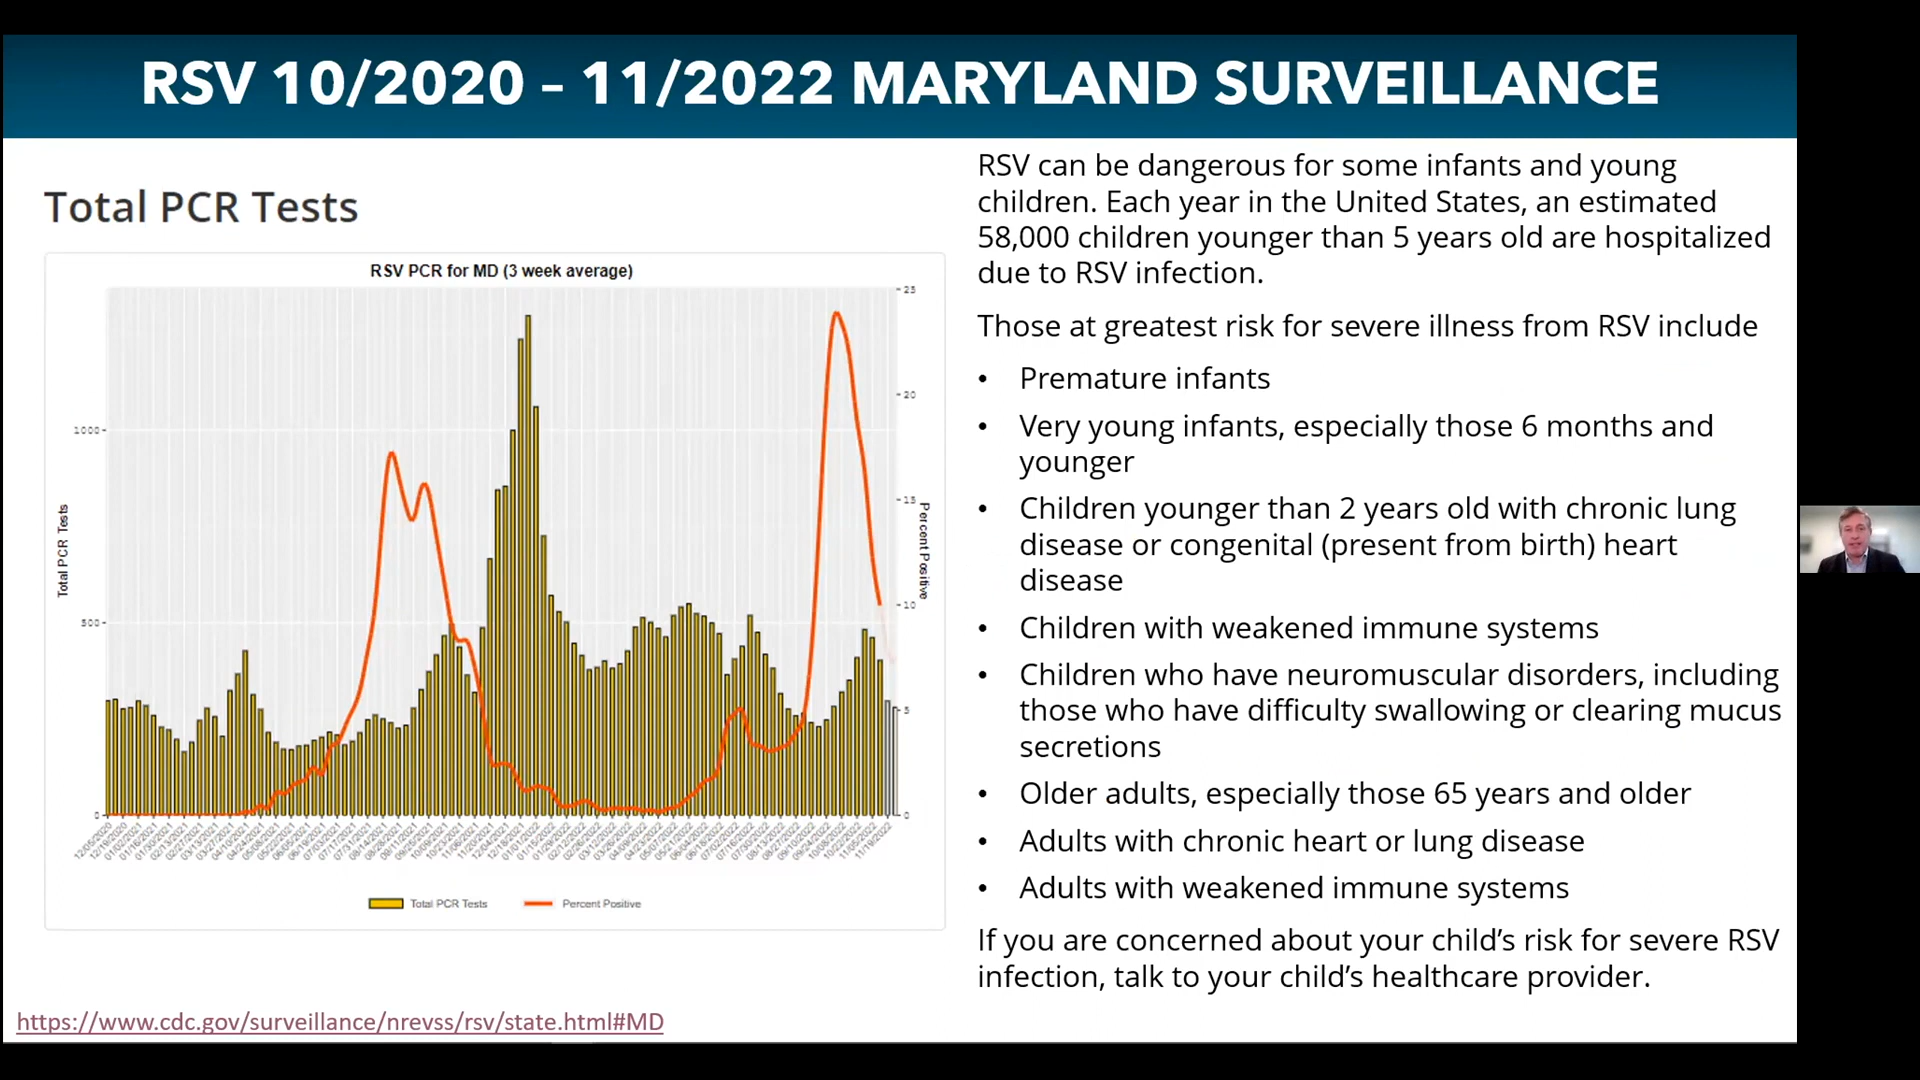 RSV 10/2020 – 11/2022 MARYLAND SURVEILLANCE
Total PCR Tests
RSV PCR for MD (3 week average)
Total PCR Tests
1000
500
0
25
20
15
10
5
0
Percent Positive
Total PCR Tests
Percent Positive
https://www.cdc.gov/surveillance/nrevss/rsv/state.html#MD
RSV can be dangerous for some infants and young
children. Each year in the United States, an estimated
58,000 children younger than 5 years old are hospitalized
due to RSV infection.
Those at greatest risk for severe illness from RSV include
• Premature infants
• Very young infants, especially those 6 months and
younger
• Children younger than 2 years old with chronic lung
disease or congenital (present from birth) heart
disease
• Children with weakened immune systems
• Children who have neuromuscular disorders, including
those who have difficulty swallowing or clearing mucus
secretions
• Older adults, especially those 65 years and older
• Adults with chronic heart or lung disease
• Adults with weakened immune systems
If you are concerned about your child’s risk for severe RSV
infection, talk to your child’s healthcare provider.